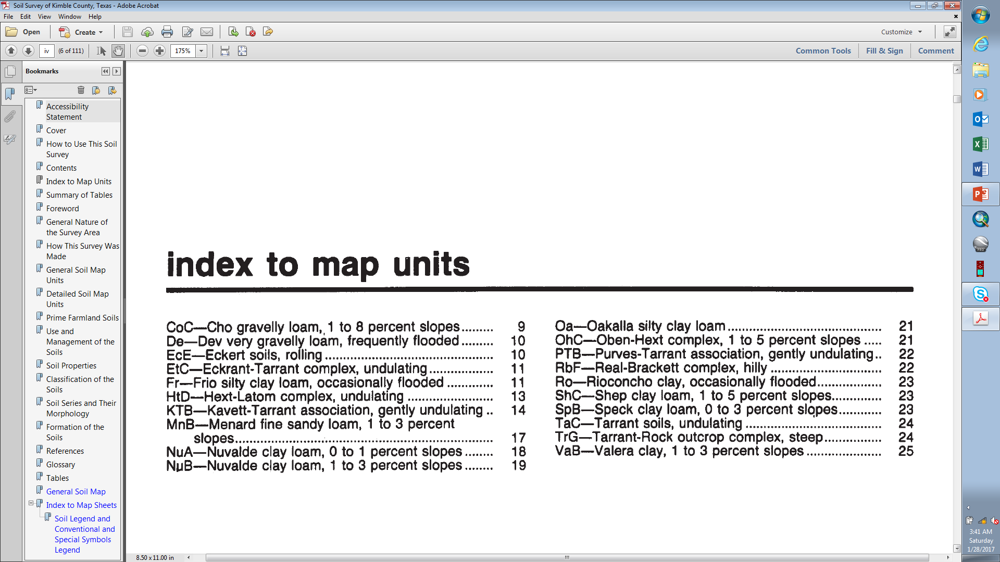 Soil Survey of Kimble County, Texas - Adobe Acrobat
File Edit View Window Help
Open Create Customize
iv (6 of 111) 175% Common Tools Fill & Sign Comment
Bookmarks
Accessibility
Statement
Cover
How to Use This Soil
Survey
Contents
Index to Map Units
Summary of Tables
Foreword
General Nature of
the Survey Area
How This Survey Was
Made
General Soil Map
Units
Detailed Soil Map
Units
Prime Farmland Soils
Use and
Management of the
Soils
Soil Properties
Classification of the
Soils
Soil Series and Their
Morphology
Formation of the
Soils
References
Glossary
Tables
General Soil Map
Index to Map Sheets
Soil Legend and
Conventional and
Special Symbols
Legend
index to map units
CoC—Cho gravelly loam, 1 to 8 percent slopes......... 9
De—Dev very gravelly loam, frequently flooded......... 10
EcE—Eckert soils, rolling................................................ 10
EtC—Eckrant-Tarrant complex, undulating.................. 11
Fr—Frio silty clay loam, occasionally flooded............. 11
HtD—Hext-Latom complex, undulating........................ 13
KTB—Kavett-Tarrant association, gently undulating.. 14
MnB—Menard fine sandy loam, 1 to 3 percent
slopes.......................................................................... 17
NuA—Nuvalde clay loam, 0 to 1 percent slopes........ 18
NuB—Nuvalde clay loam, 1 to 3 percent slopes........ 19
Oa—Oakalla silty clay loam........................................... 21
OhC—Oben-Hext complex, 1 to 5 percent slopes..... 21
PTB—Purves-Tarrant association, gently undulating.. 22
RbF—Real-Brackett complex, hilly............................... 22
Ro—Rioconcho clay, occasionally flooded.................. 23
ShC—Shep clay loam, 1 to 5 percent slopes.............. 23
SpB—Speck clay loam, 0 to 3 percent slopes............ 23
TaC—Tarrant soils, undulating....................................... 24
TrG—Tarrant-Rock outcrop complex, steep................ 24
VaB—Valera clay, 1 to 3 percent slopes..................... 25
8.50 x 11.00 in
PRO
3:41 AM
Saturday
1/28/2017